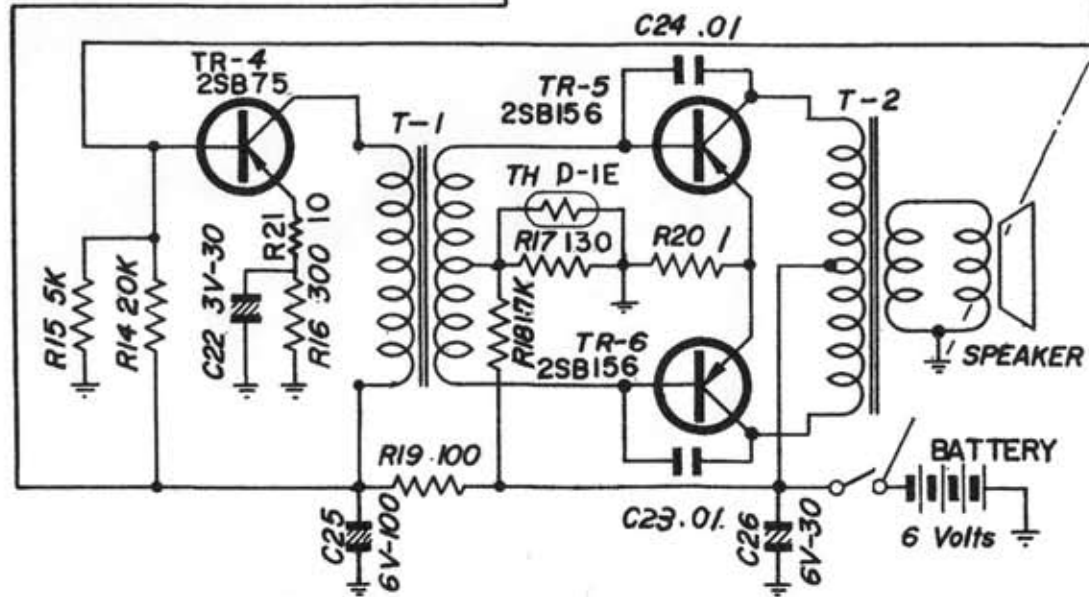 C24 .01
TR-4
2SB75
TR-5
2SB156
T-1
T-2
TH D-1E
R21 10
R17 130
R20 1
R15 5K
R14 20K
C22 3V-30
R16 300
R18 1.7K
TR-6
2SB156
SPEAKER
R19 100
BATTERY
C25
6V-100
C23 .01
C26
6V-30
6 Volts